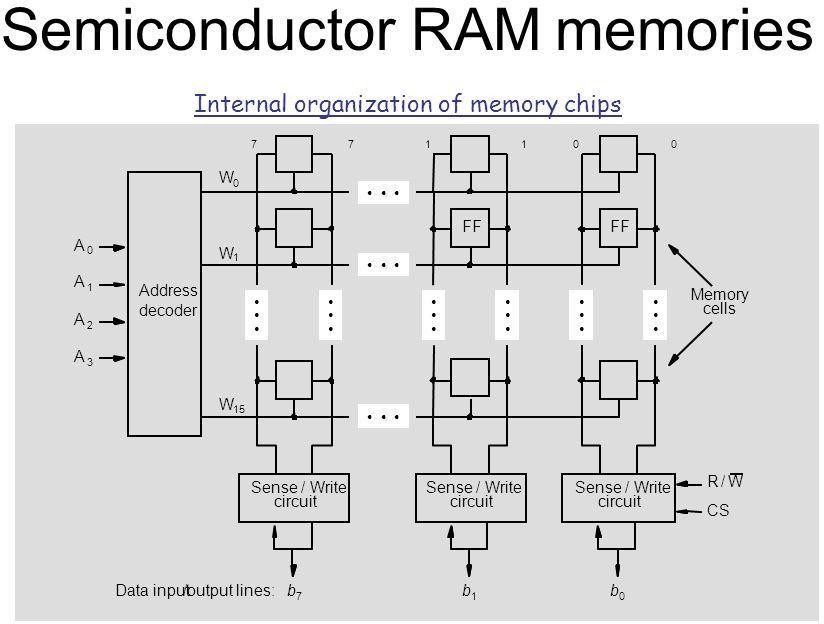 Semiconductor RAM memories
Internal organization of memory chips
7 7 1 1 0 0
W0
FF FF
W1
A0
A1
A2
A3
Address
decoder
Memory
cells
W15
Sense / Write
circuit
Sense / Write
circuit
Sense / Write
circuit
R / W̅
CS
Data input/output lines: b7 b1 b0